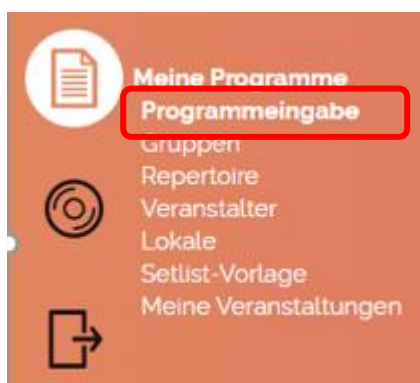 Meine Programme
Programmeingabe
Gruppen
Repertoire
Veranstalter
Lokale
Setlist-Vorlage
Meine Veranstaltungen